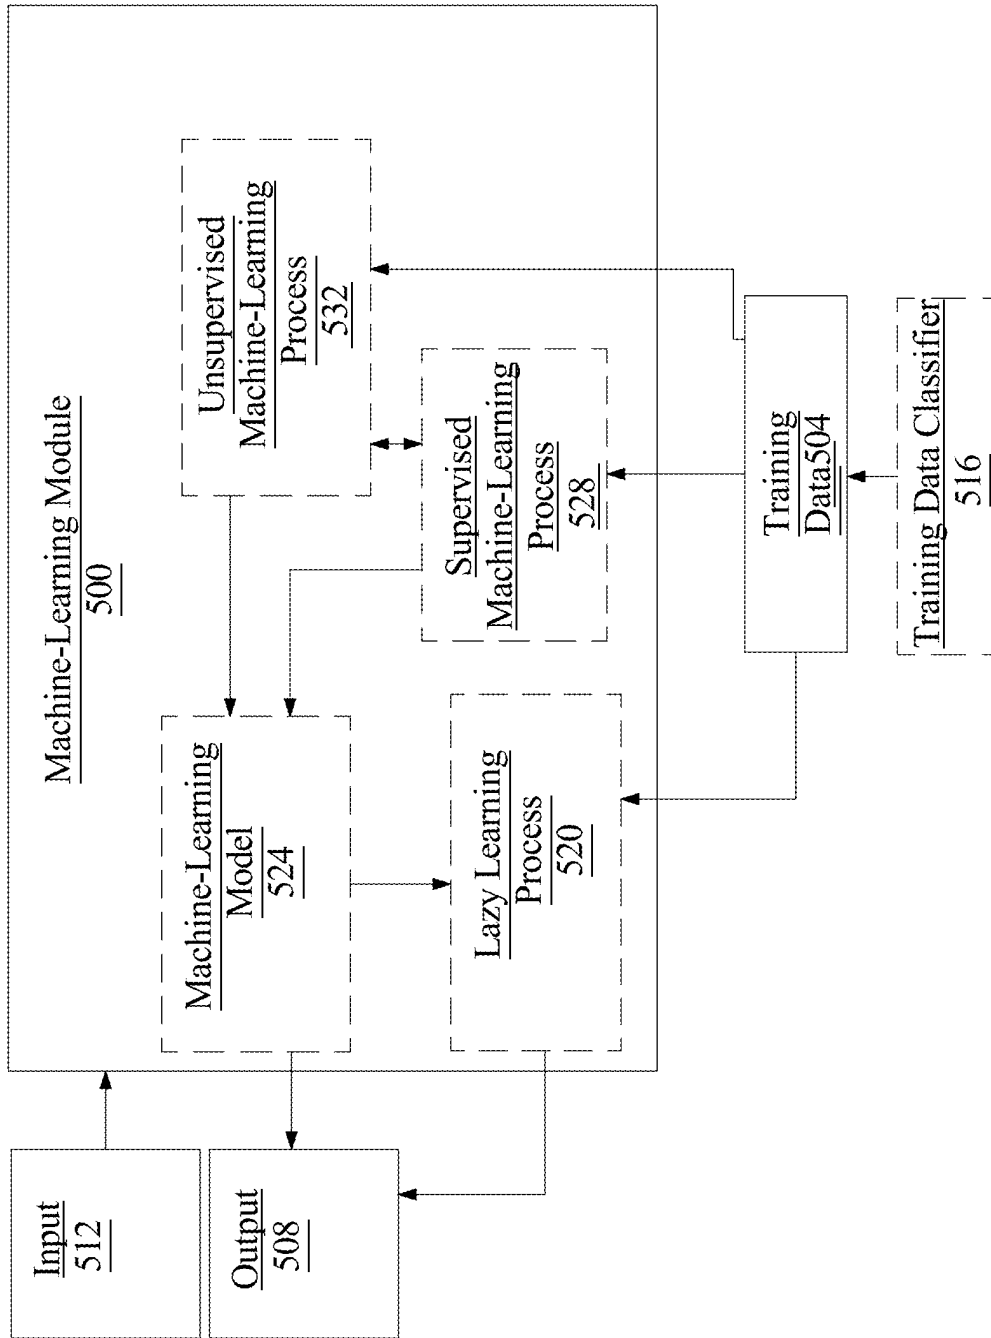 Machine-Learning Module
500
Input
512
Output
508
Machine-Learning
Model
524
Unsupervised
Machine-Learning
Process
532
Lazy Learning
Process
520
Supervised
Machine-Learning
Process
528
Training
Data504
Training Data Classifier
516